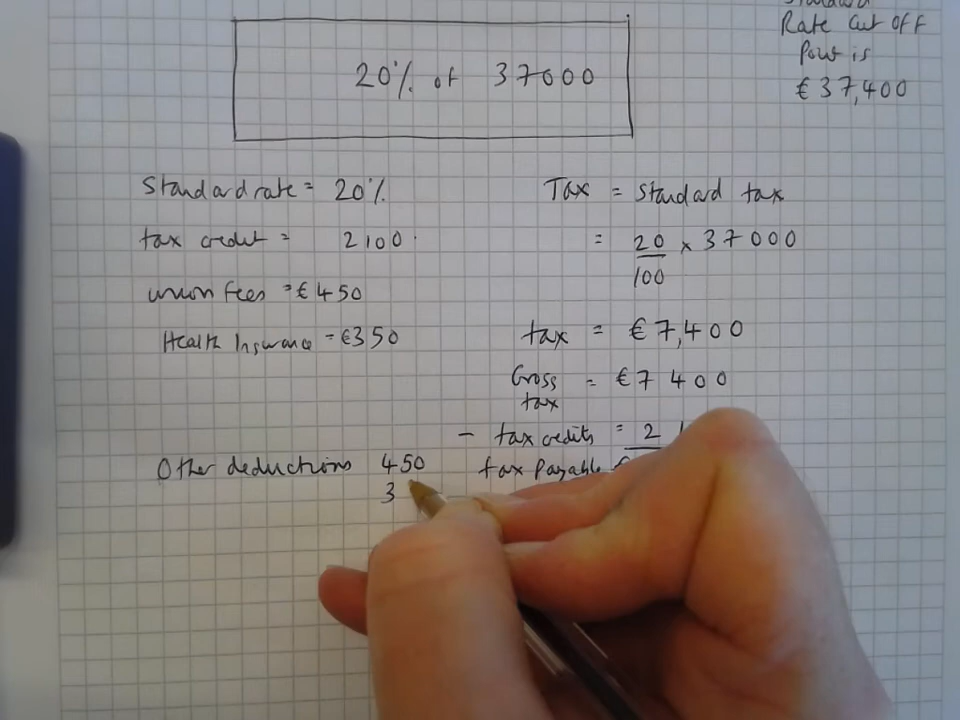 Rate Cut OFF
Point is
€37,400
20% of 37000
Standard rate = 20%
tax credit = 2100
union fees = €450
Health Insurance = €350
Tax = standard tax
= 20/100 x 37000
tax = €7,400
Gross tax = €7400
- tax credits = 2
Other deductions 450
3
tax payable